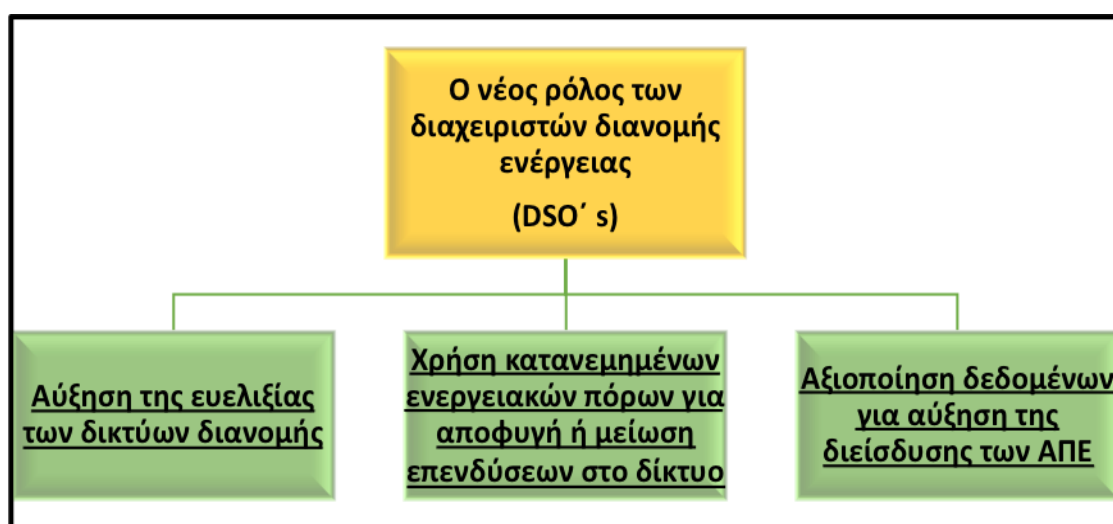 Ο νέος ρόλος των
διαχειριστών διανομής
ενέργειας
(DSO΄ s)
Αύξηση της ευελιξίας
των δικτύων διανομής
Χρήση κατανεμημένων
ενεργειακών πόρων για
αποφυγή ή μείωση
επενδύσεων στο δίκτυο
Αξιοποίηση δεδομένων
για αύξηση της
διείσδυσης των ΑΠΕ